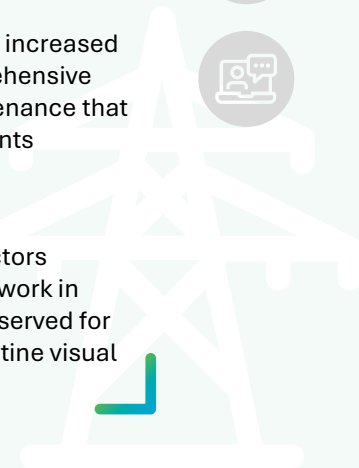 increased
ehensive
enance that
nts
ctors
work in
served for
tine visual